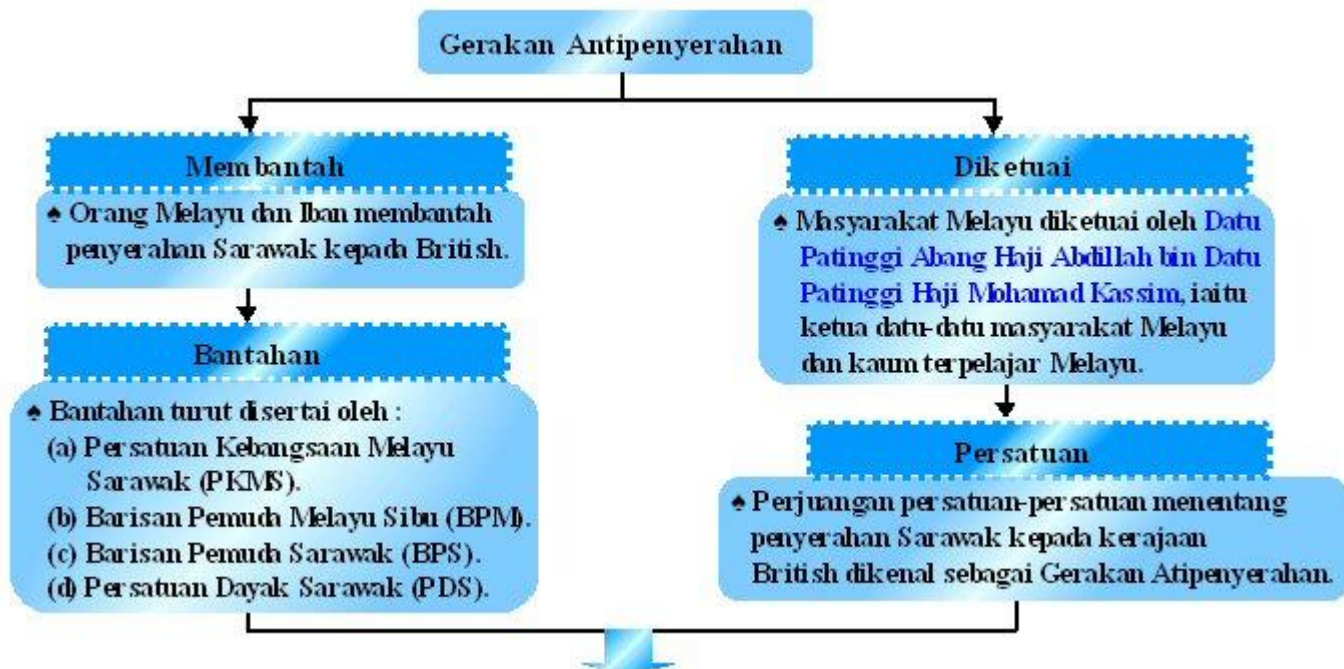 Gerakan Antipenyerahan
Membantah
♠ Orang Melayu dan Iban membantah
penyerahan Sarawak kepada British.
Bantahan
♠ Bantahan turut disertai oleh :
(a) Persatuan Kebangsaan Melayu
Sarawak (PKMS).
(b) Barisan Pemuda Melayu Sibu (BPM).
(c) Barisan Pemuda Sarawak (BPS).
(d) Persatuan Dayak Sarawak (PDS).
Diketuai
♠ Masyarakat Melayu diketuai oleh Datu
Patinggi Abang Haji Abdillah bin Datu
Patinggi Haji Mohamad Kassim, iaitu
ketua datu-datu masyarakat Melayu
dan kaum terpelajar Melayu.
Persatuan
♠ Perjuangan persatuan-persatuan menentang
penyerahan Sarawak kepada kerajaan
British dikenal sebagai Gerakan Atipenyerahan.